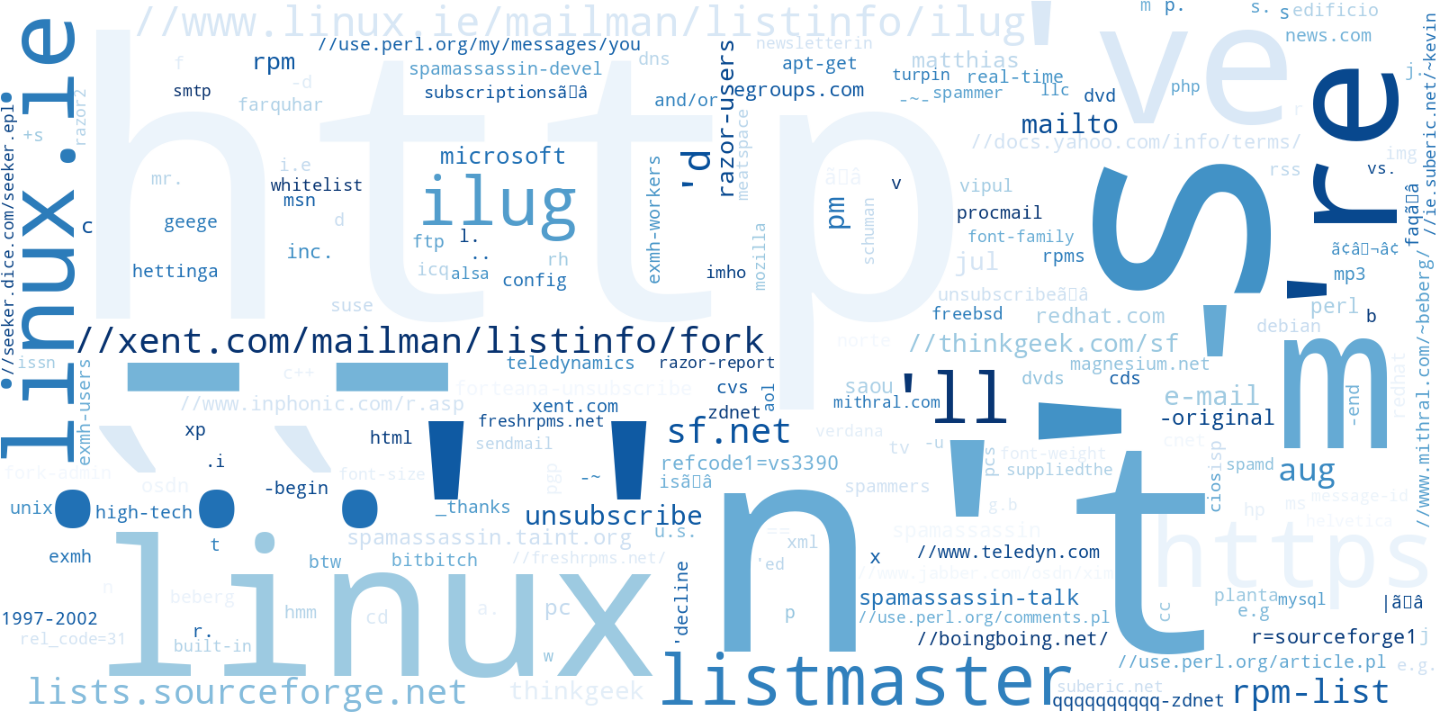 //www.linux.ie/mailman/listinfo/ilug'
m p. s. s edificio
news.com
//use.perl.org/my/messages/you
newsletterin
've
f rpm spamassassin-devel dns apt-get matthias
turpin real-time
-d smtp subscriptionsã
farquhar and/or egroups.com -~- spammer llc dvd php
mailto
+s razor2 razor-users
//docs.yahoo.com/info/terms/
http
linux.ie
//seeker.dice.com/seeker.epl
mr. i.e microsoft
whitelist
msn
'd
meatspace
exmh-workers
vipul rss vs. img
're
's
c geege d ilug pm schuman v procmail
font-family
rpms
inc. ftp l. ..
hettinga icq alsa config rh imho mozilla jul
mp3
suse
unsubscribeã
freebsd redhat.com perl b
debian
//xent.com/mailman/listinfo/fork norte //thinkgeek.com/sf
issn -- c++ teledynamics razor-report magnesium.net
exmh-users forteana-unsubscribe cvs aol saou 'll dvds cds 'm
//www.inphonic.com/r.asp xent.com zdnet mithral.com e-mail -end redhat
freshrpms.net -original
xp html sendmail sf.net verdana cnet
`` .i '' tv -u
fork-admin font-size pgp -~ refcode1=vs3390 pcs font-weight
suppliedthe isp spamd aug
osdn -begin spammers cios
unix ... high-tech _thanks unsubscribe g.b hp ms message-id
helvetica
t spamassassin.taint.org u.s. == spamassassin
n't
exmh btw bitbitch //freshrpms.net/ xml x //www.teledyn.com https
'ed
//www.jabber.com/osdn/xim
n beberg linux
hmm cd a. pc 'decline p spamassassin-talk cc planta mysql
e.g
1997-2002
//use.perl.org/comments.pl
rel_code=31 r. //boingboing.net/ r=sourceforge1 j
built-in w
//use.perl.org/article.pl e.g.
lists.sourceforge.net thinkgeek listmaster suberic.net rpm-list
qqqqqqqqqq-zdnet
//www.mithral.com/~beberg/
//ie.suberic.net/~kevin
j.
r